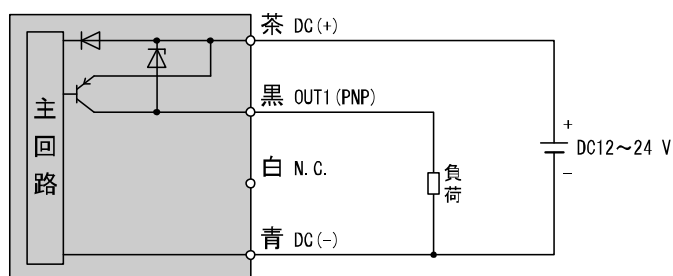 茶 DC(+)
主回路
黒 OUT1(PNP)
+
DC12～24 V
−
白 N.C.
負荷
青 DC(−)